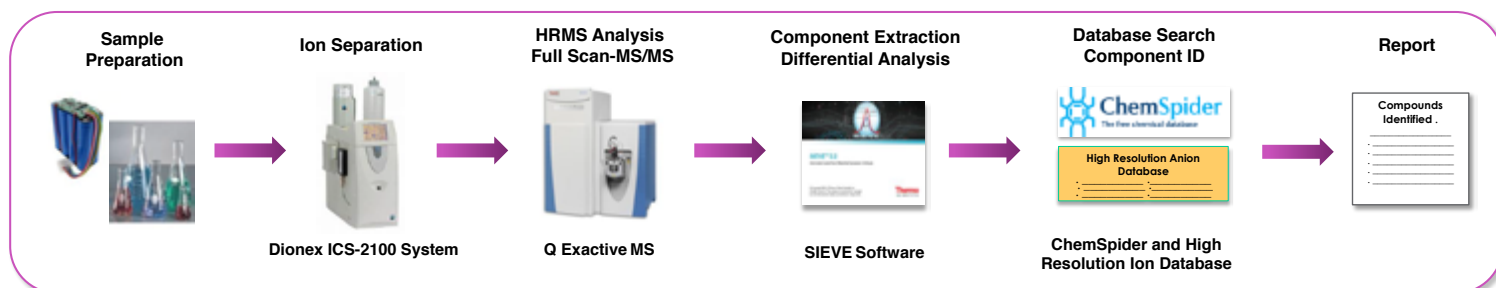 Sample
Preparation
Ion Separation
HRMS Analysis
Full Scan-MS/MS
Component Extraction
Differential Analysis
Database Search
Component ID
Report
ChemSpider
The free chemical database
High Resolution Anion
Database
Compounds
Identified .
Thermo
Dionex ICS-2100 System
Q Exactive MS
SIEVE Software
ChemSpider and High
Resolution Ion Database